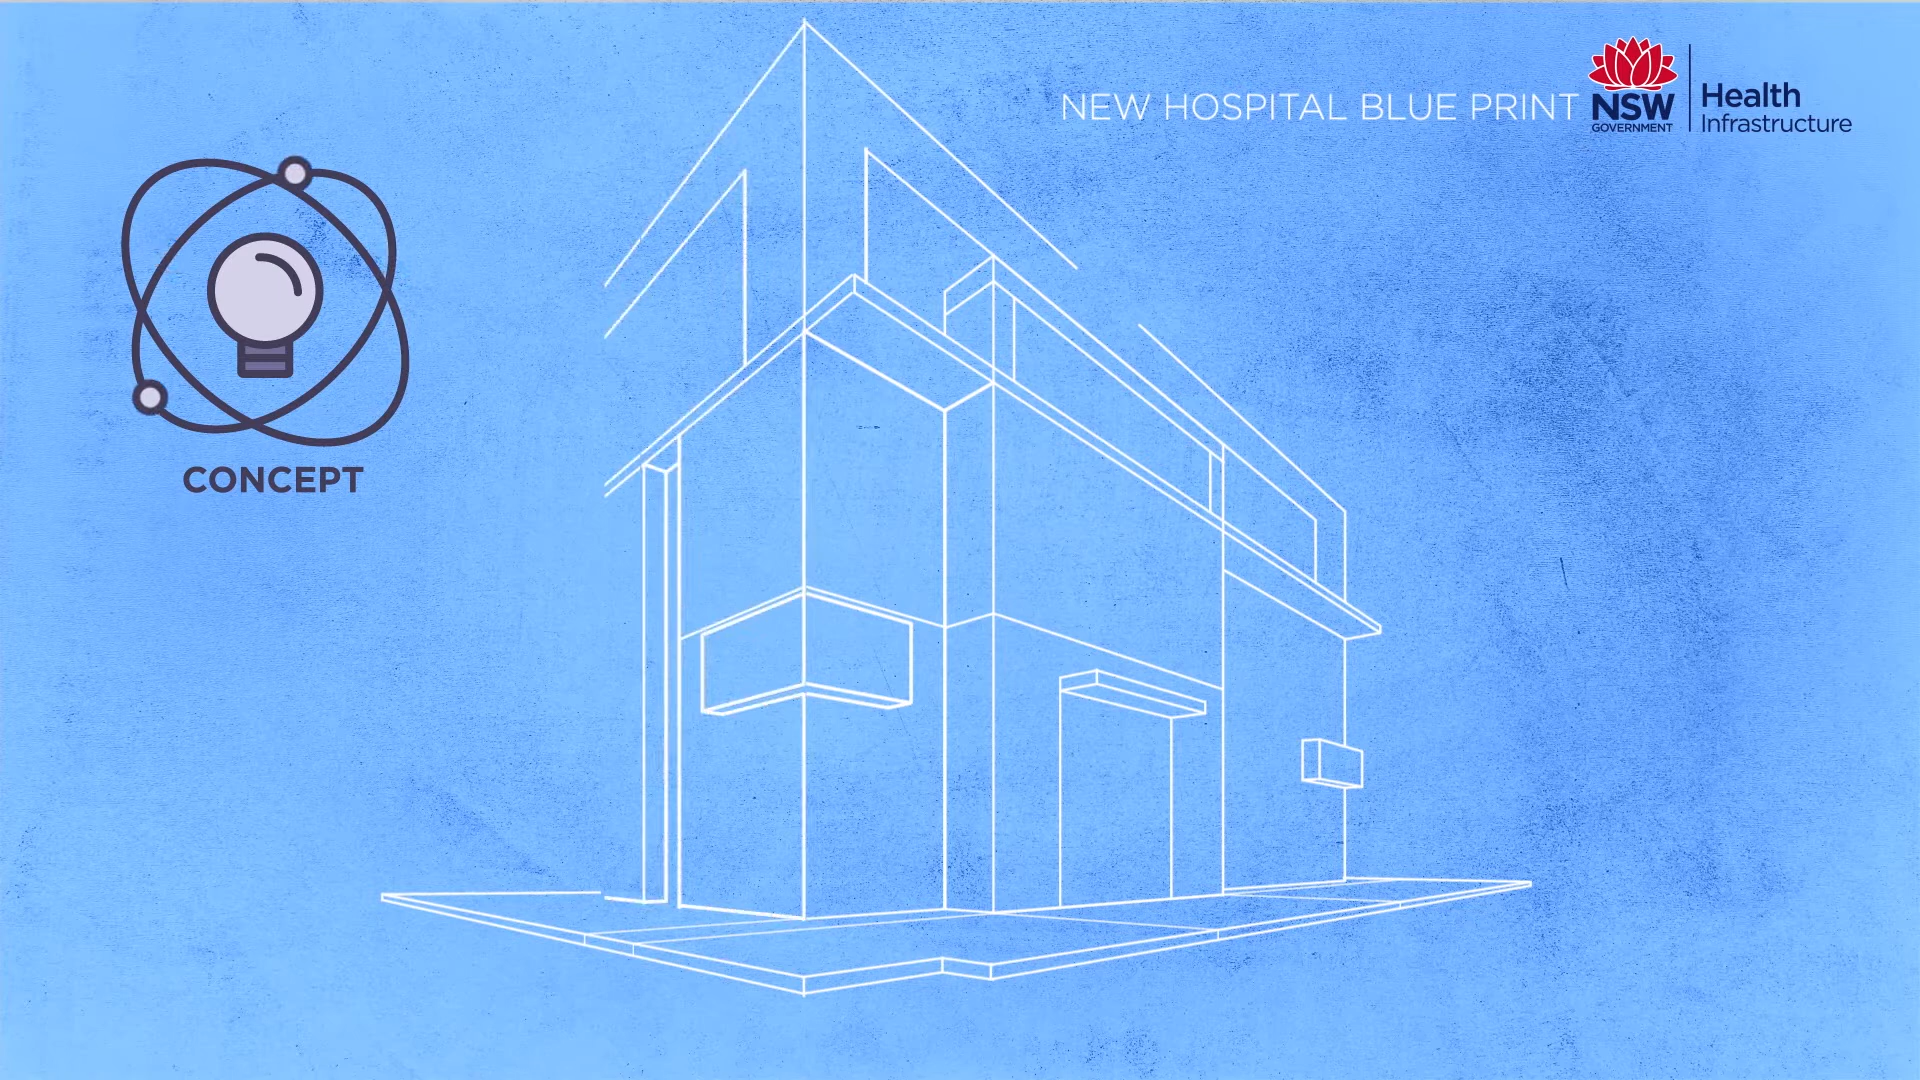 NEW HOSPITAL BLUE PRINT
NSW
GOVERNMENT
Health
Infrastructure
CONCEPT